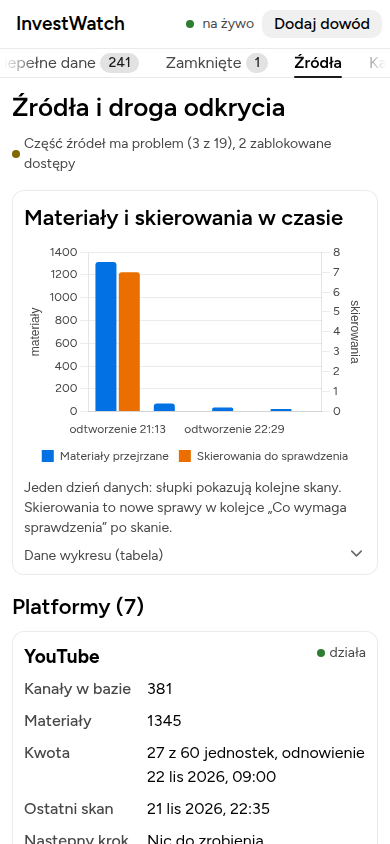 InvestWatch
na żywo
Dodaj dowód
epełne dane 241
Zamknięte 1
Źródła
Ka
Źródła i droga odkrycia
Część źródeł ma problem (3 z 19), 2 zablokowane
dostępy
Materiały i skierowania w czasie
1400
1200
1000
800
600
400
200
0
materiały
8
7
6
5
4
3
2
1
0
skierowania
odtworzenie 21:13
odtworzenie 22:29
Materiały przejrzane
Skierowania do sprawdzenia
Jeden dzień danych: słupki pokazują kolejne skany.
Skierowania to nowe sprawy w kolejce „Co wymaga
sprawdzenia” po skanie.
Dane wykresu (tabela)
Platformy (7)
YouTube
działa
Kanały w bazie 381
Materiały 1345
Kwota 27 z 60 jednostek, odnowienie
22 lis 2026, 09:00
Ostatni skan 21 lis 2026, 22:35
Następny krok Nic do zrobienia